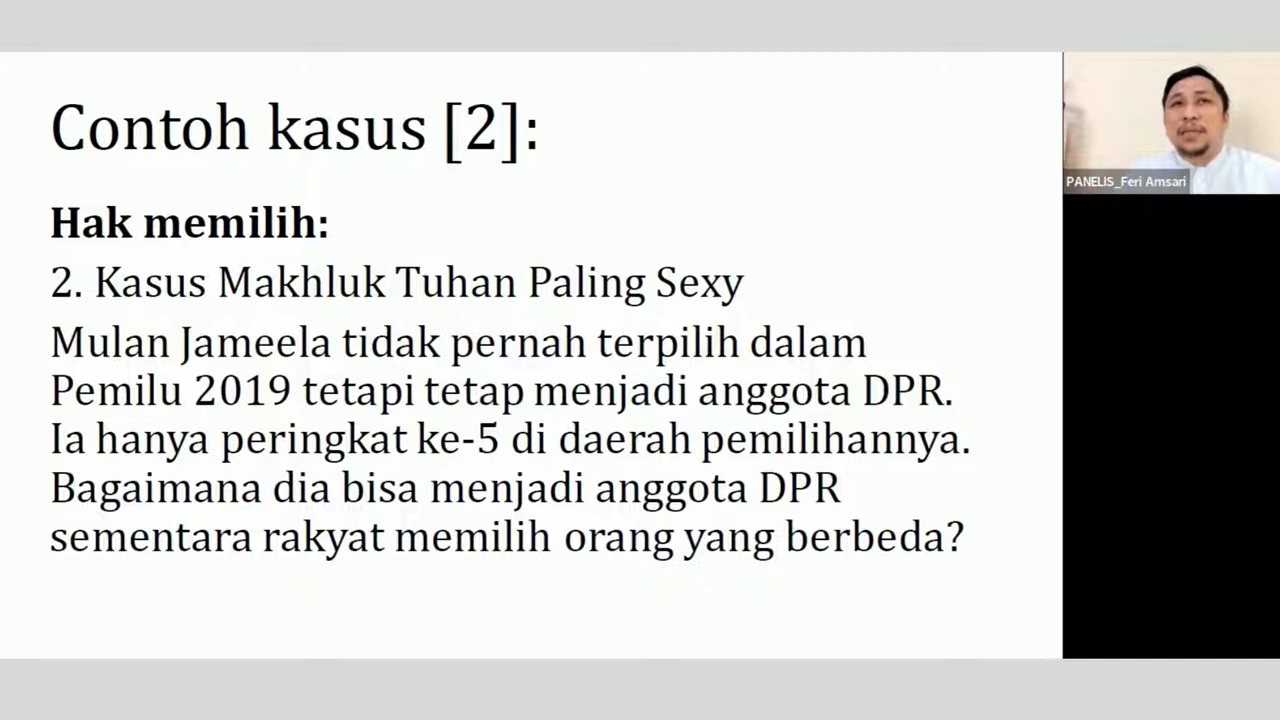 Contoh kasus [2]:
Hak memilih:
2. Kasus Makhluk Tuhan Paling Sexy
Mulan Jameela tidak pernah terpilih dalam
Pemilu 2019 tetapi tetap menjadi anggota DPR.
Ia hanya peringkat ke-5 di daerah pemilihannya.
Bagaimana dia bisa menjadi anggota DPR
sementara rakyat memilih orang yang berbeda?
PANELIS_Feri Amsari